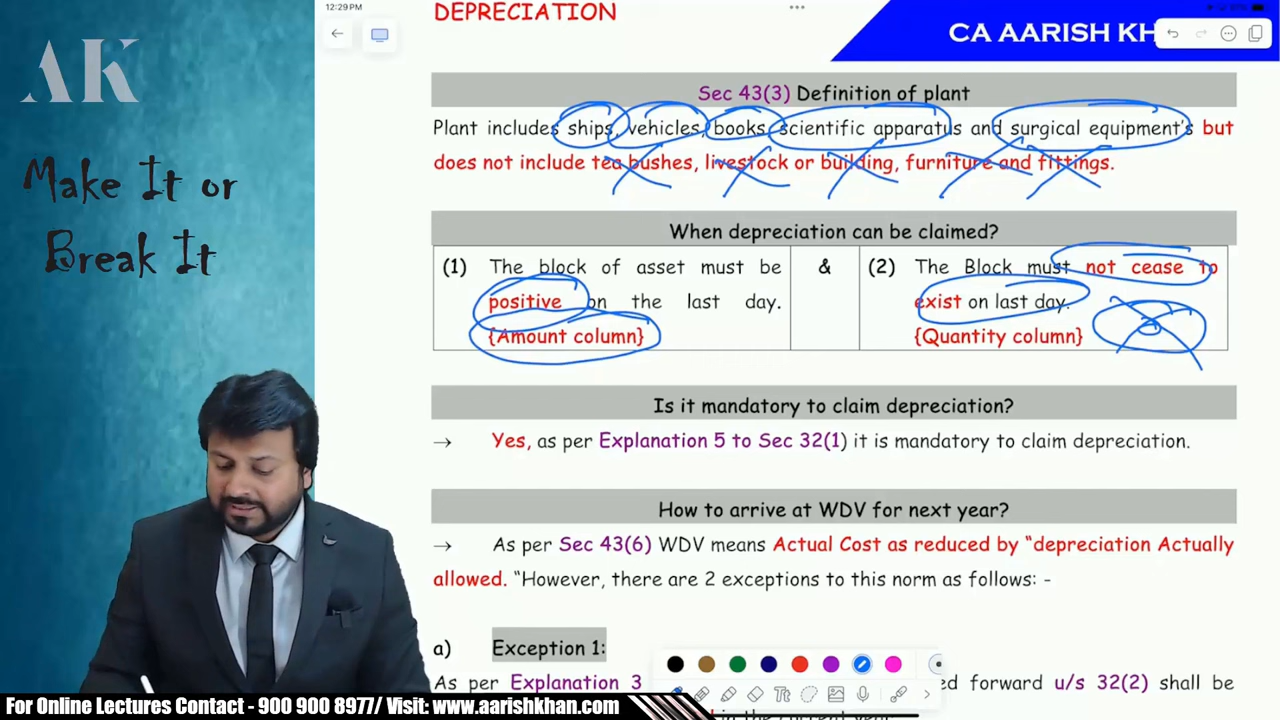 12:29 PM
DEPRECIATION
CA AARISH KH
AK
Make It or
Break It
Sec 43(3) Definition of plant
Plant includes ships, vehicles, books, scientific apparatus and surgical equipment's but
does not include tea bushes, livestock or building, furniture and fittings.
When depreciation can be claimed?
(1) The block of asset must be
positive on the last day.
{Amount column}
&
(2) The Block must not cease to
exist on last day.
{Quantity column}
Is it mandatory to claim depreciation?
→ Yes, as per Explanation 5 to Sec 32(1) it is mandatory to claim depreciation.
How to arrive at WDV for next year?
→ As per Sec 43(6) WDV means Actual Cost as reduced by "depreciation Actually
allowed. "However, there are 2 exceptions to this norm as follows: -
a) Exception 1:
As per Explanation 3 ed forward u/s 32(2) shall be
in the current year
For Online Lectures Contact - 900 900 8977/ Visit: www.aarishkhan.com